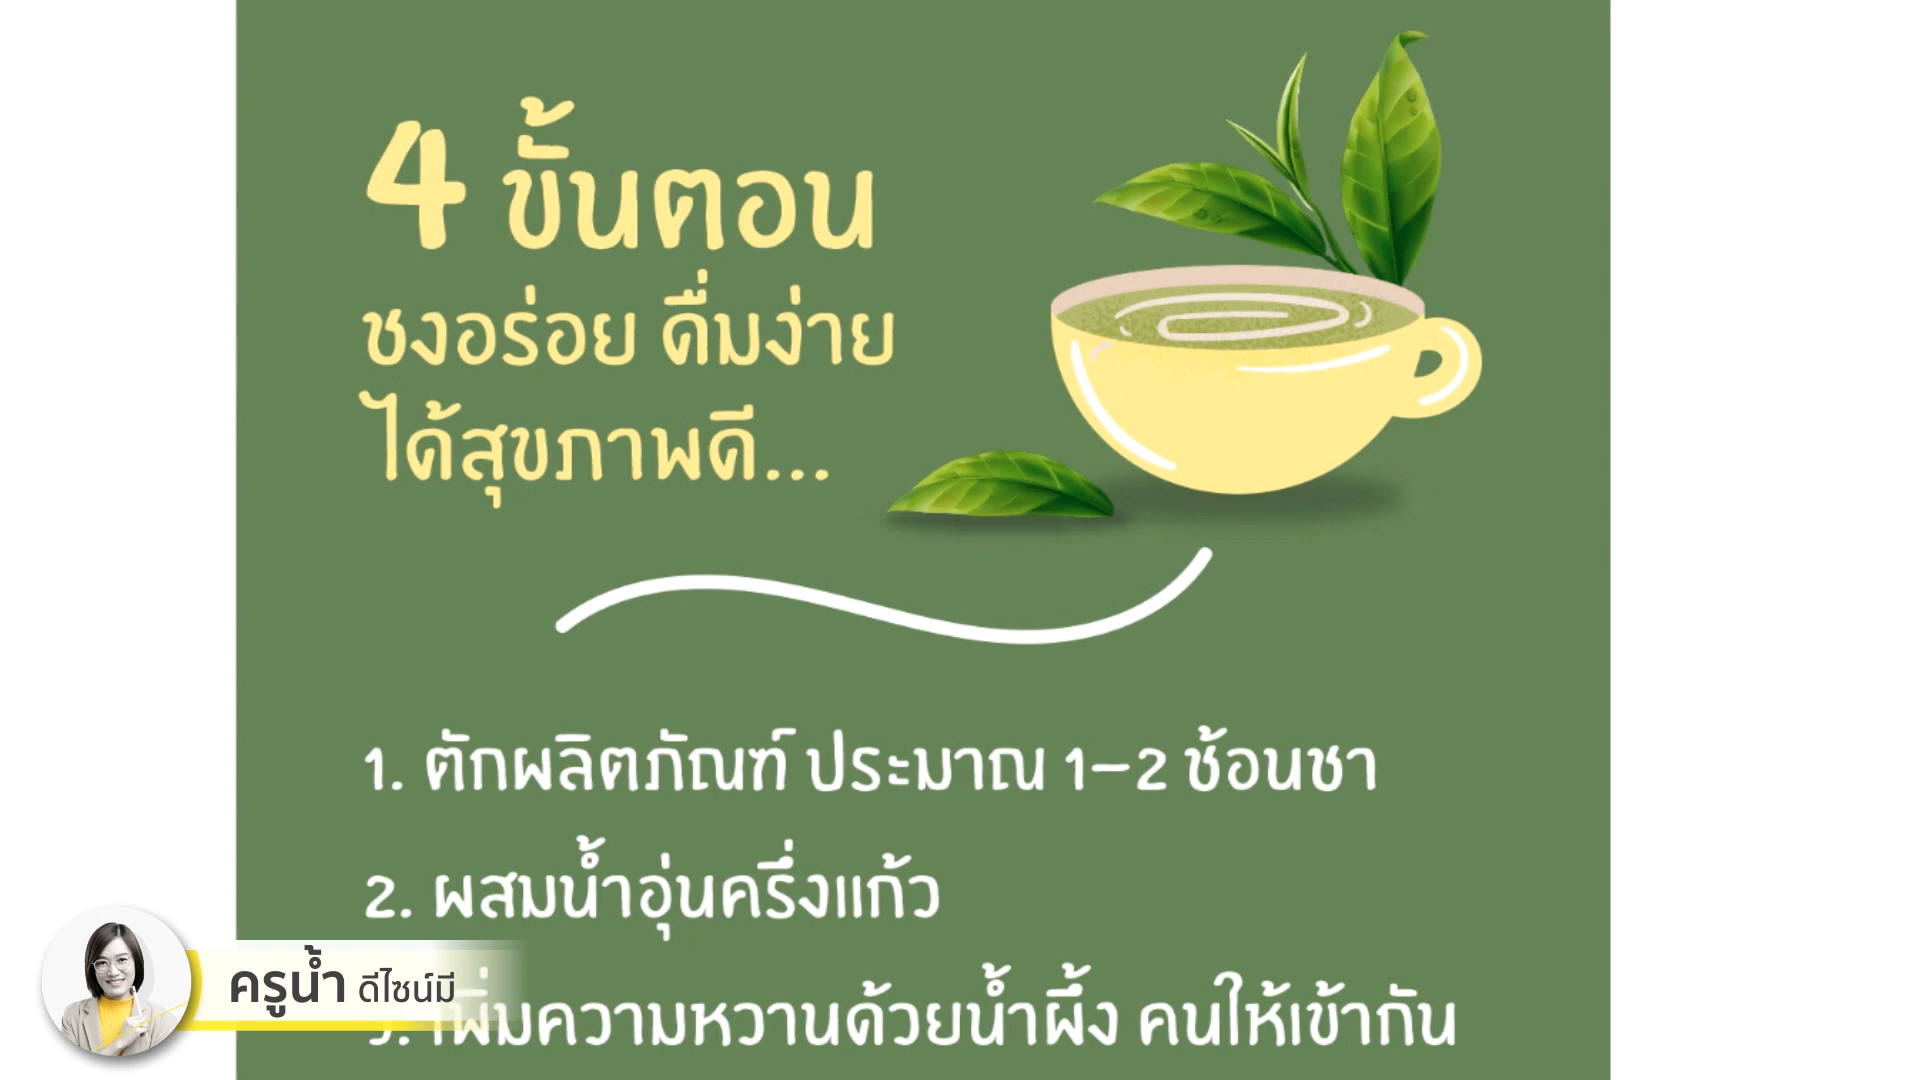 4 ขั้นตอน
ชงอร่อย ดื่มง่าย
ได้สุขภาพดี...
1. ตักผลิตภัณฑ์ ประมาณ 1-2 ช้อนชา
2. ผสมน้ำอุ่นครึ่งแก้ว
3. เพิ่มความหวานด้วยน้ำผึ้ง คนให้เข้ากัน
ครูน้ำ ดีไซน์มี